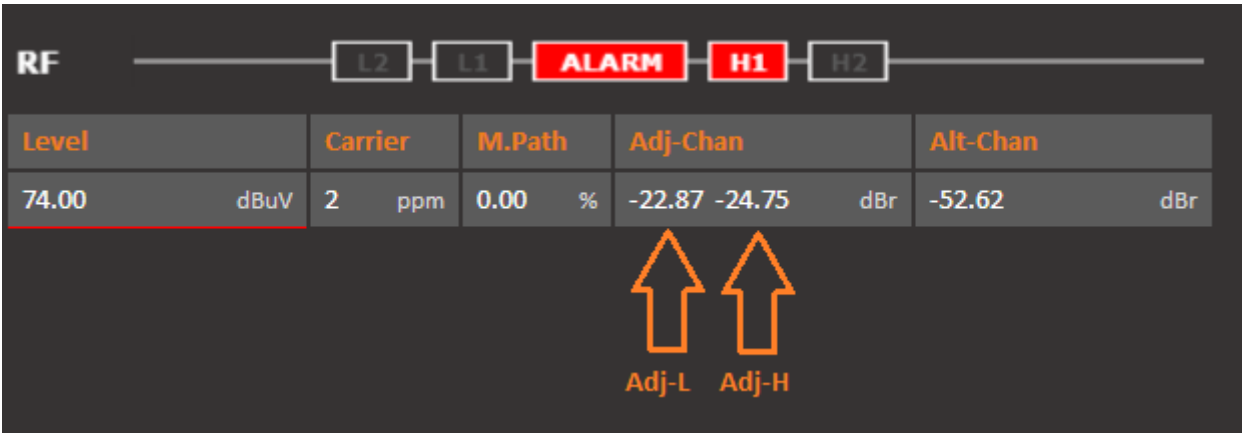 RF L2 L1 ALARM H1 H2
Level Carrier M.Path Adj-Chan Alt-Chan
74.00 dBuV 2 ppm 0.00 % -22.87 -24.75 dBr -52.62 dBr
Adj-L Adj-H